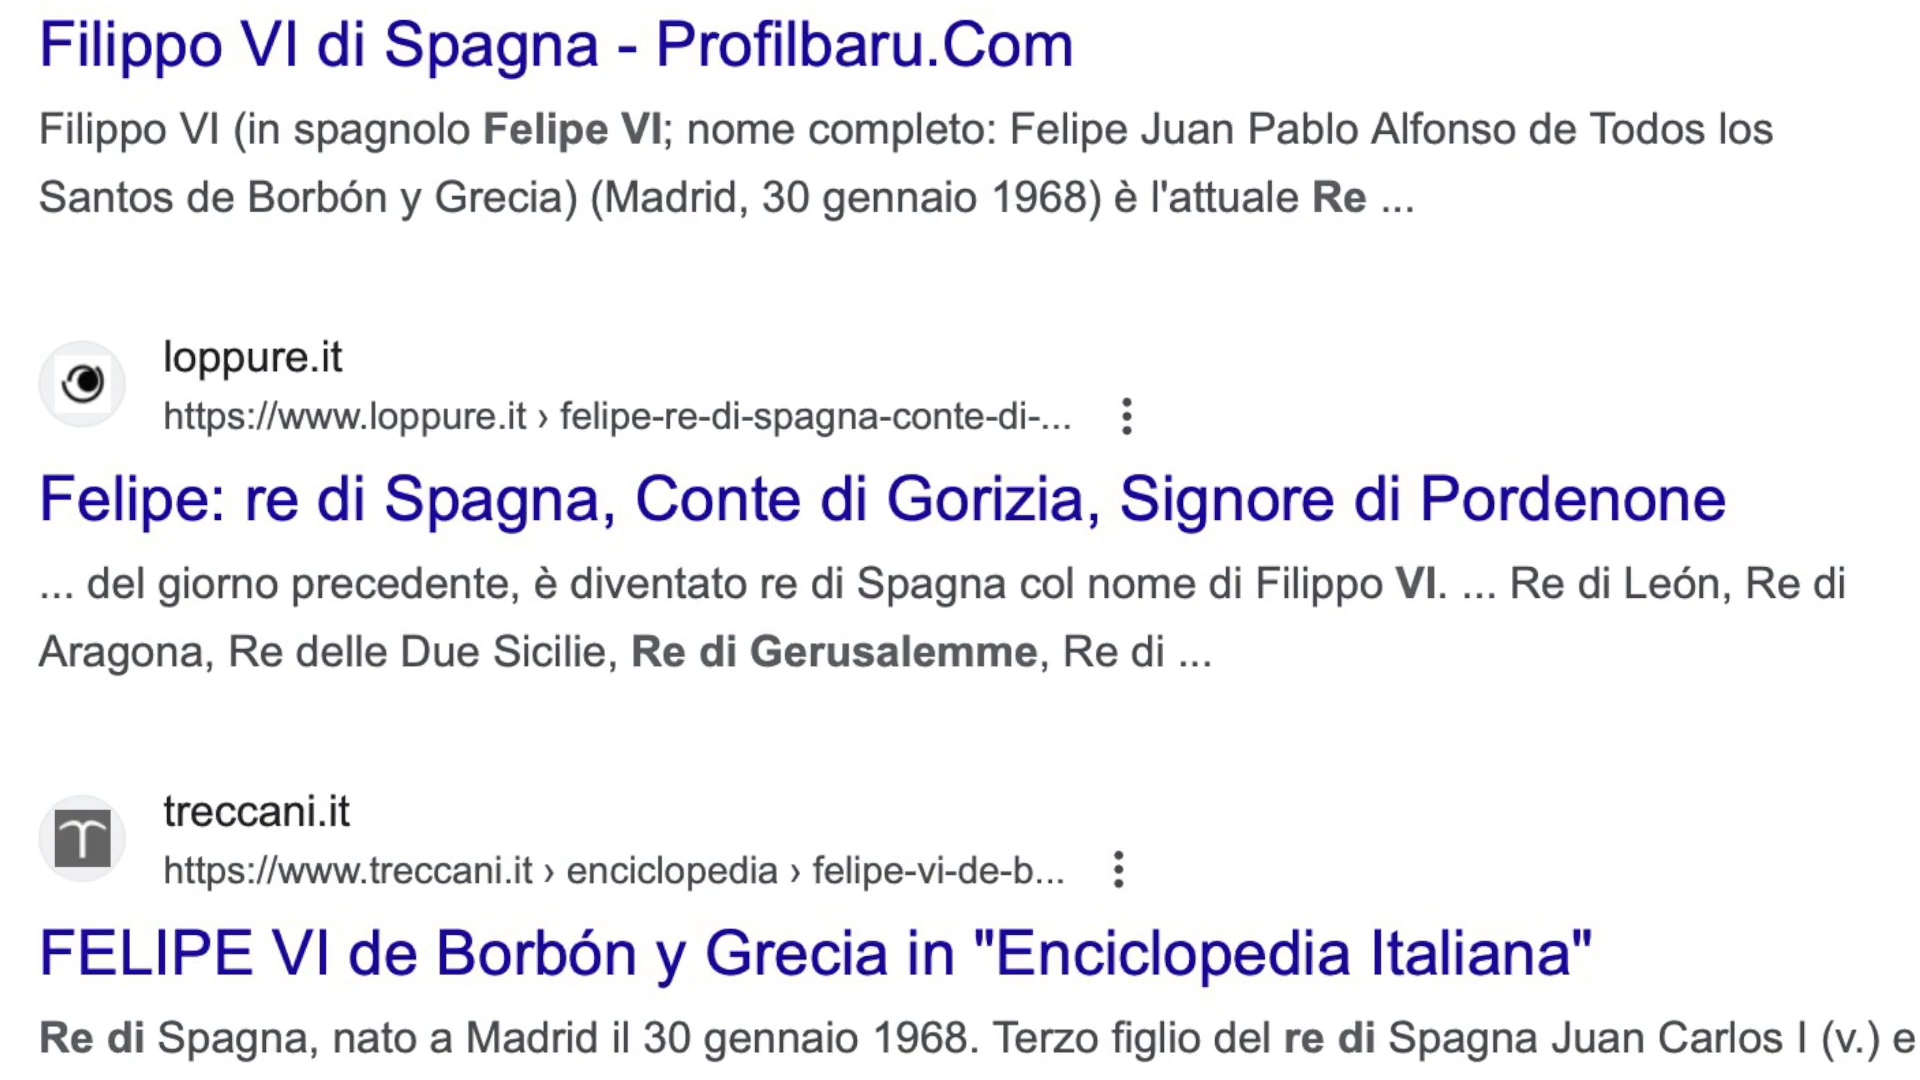 Filippo VI di Spagna - Profilbaru.Com
Filippo VI (in spagnolo Felipe VI; nome completo: Felipe Juan Pablo Alfonso de Todos los
Santos de Borbón y Grecia) (Madrid, 30 gennaio 1968) è l'attuale Re ...
loppure.it
https://www.loppure.it › felipe-re-di-spagna-conte-di-...
Felipe: re di Spagna, Conte di Gorizia, Signore di Pordenone
... del giorno precedente, è diventato re di Spagna col nome di Filippo VI. ... Re di León, Re di
Aragona, Re delle Due Sicilie, Re di Gerusalemme, Re di ...
treccani.it
https://www.treccani.it › enciclopedia › felipe-vi-de-b...
FELIPE VI de Borbón y Grecia in "Enciclopedia Italiana"
Re di Spagna, nato a Madrid il 30 gennaio 1968. Terzo figlio del re di Spagna Juan Carlos I (v.) e